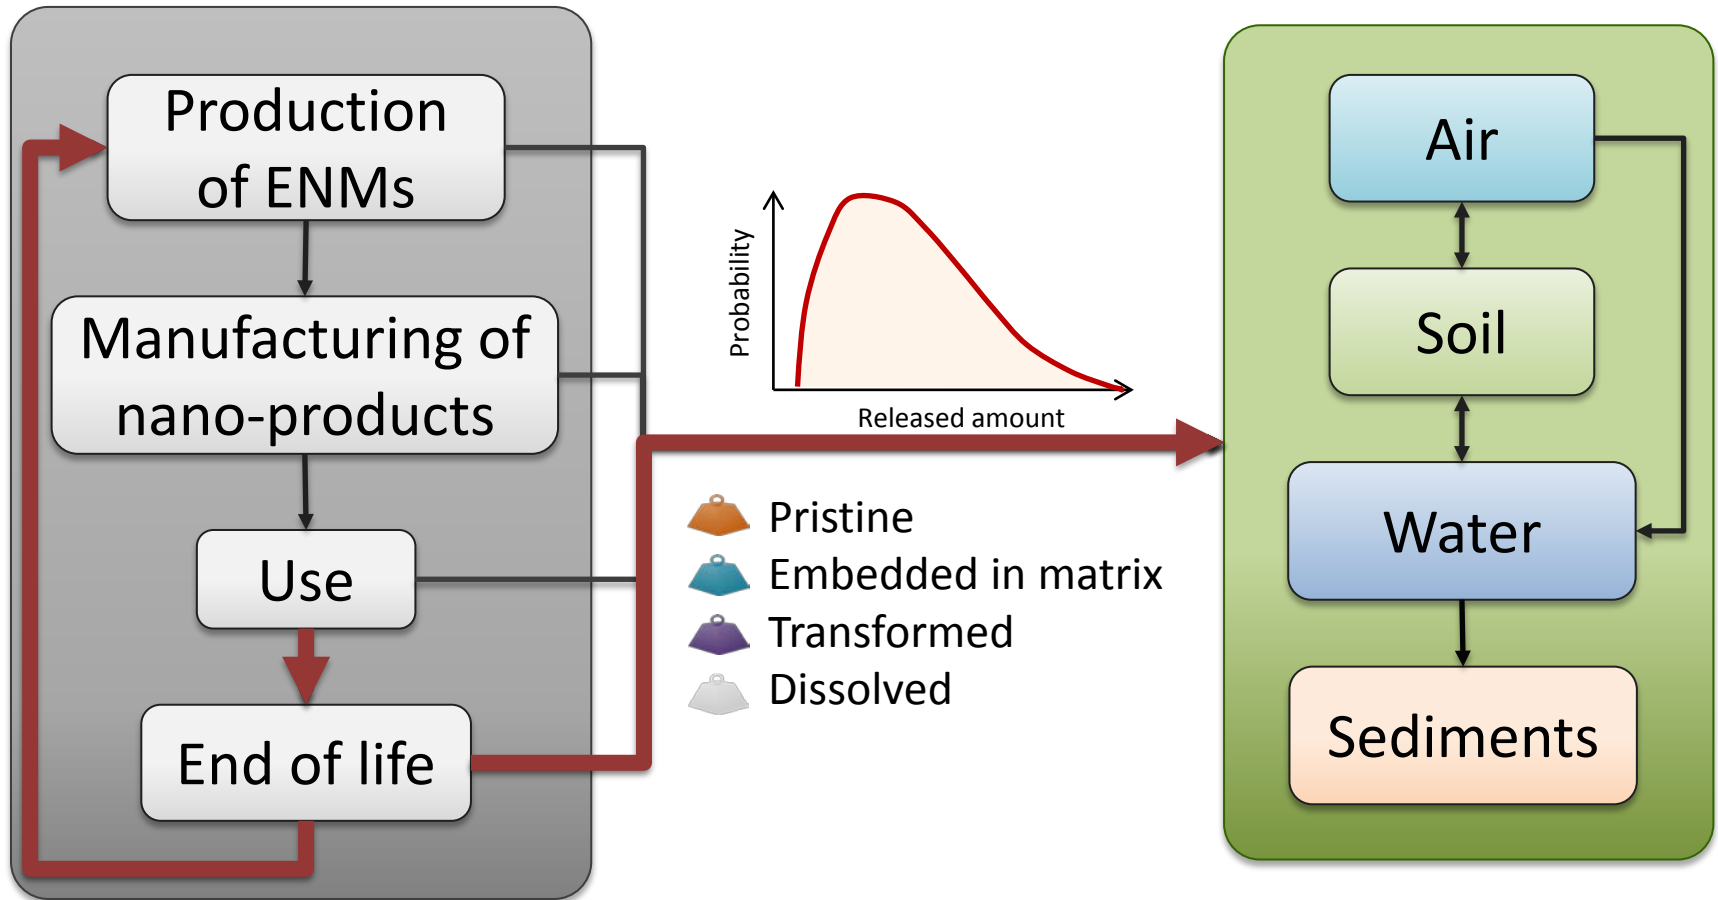 Production
of ENMs
Manufacturing of
nano-products
Use
End of life
Probability
Released amount
Pristine
Embedded in matrix
Transformed
Dissolved
Air
Soil
Water
Sediments